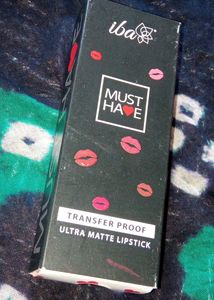 iba
MUST
HAVE
TRANSFER PROOF
ULTRA MATTE LIPSTICK